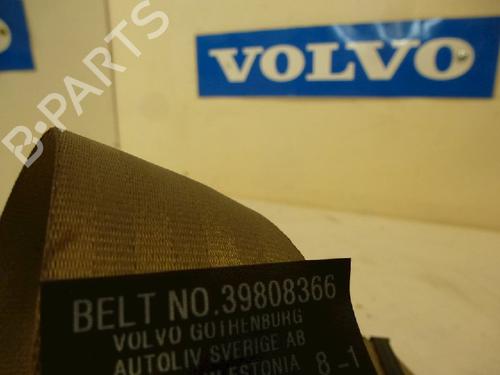 VOLVO
B-PARTS
BELT NO.39808366
VOLVO GOTHENBURG
AUTOLIV SVERIGE AB
ESTONIA 8-1